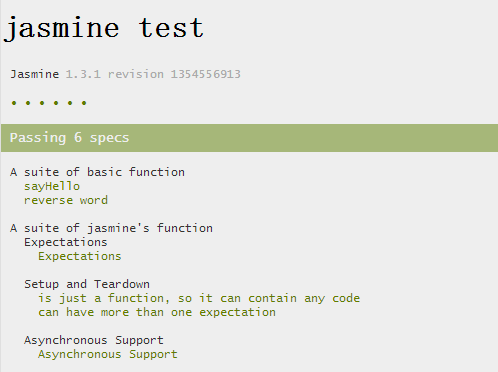 jasmine test
Jasmine 1.3.1 revision 1354556913
Passing 6 specs
A suite of basic function
sayHello
reverse word
A suite of jasmine's function
Expectations
Expectations
Setup and Teardown
is just a function, so it can contain any code
can have more than one expectation
Asynchronous Support
Asynchronous Support